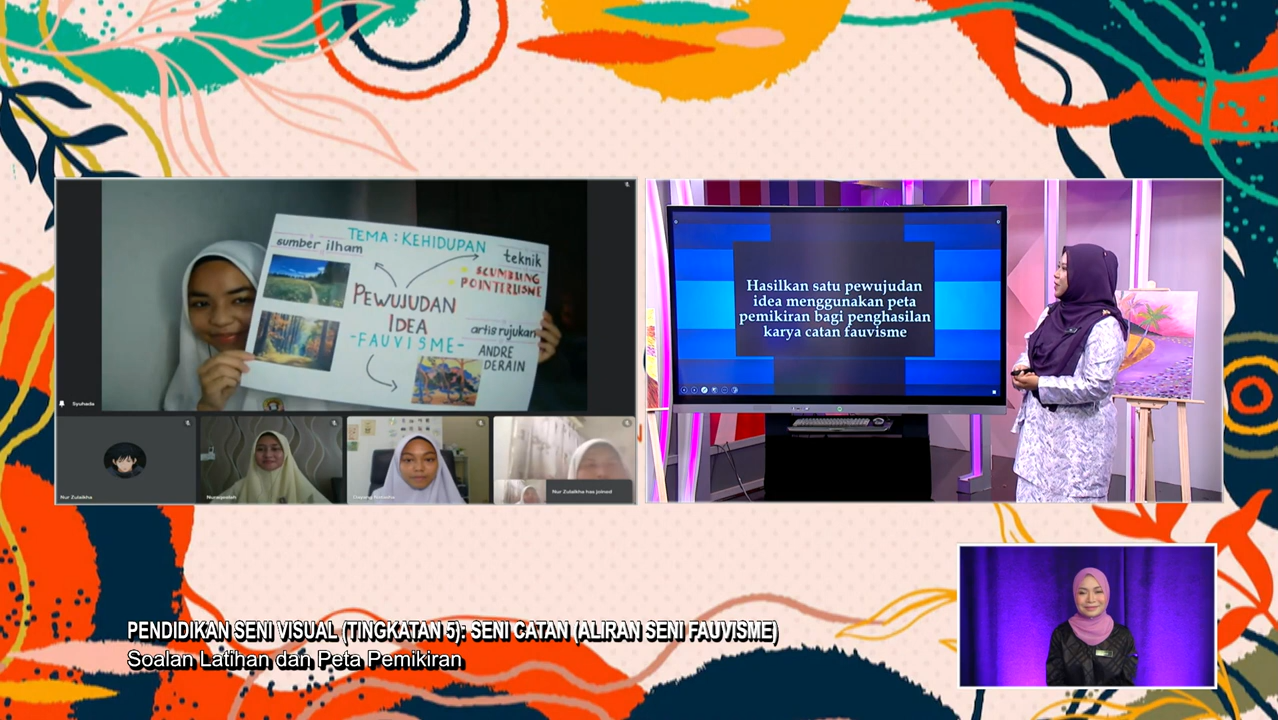 TEMA : KEHIDUPAN
sumber ilham
teknik
SCUMBLING
POINTERLISME
PEWUJUDAN
IDEA
-FAUVISME-
artis rujukan
ANDRE
DERAIN
Syuhada
Nur Zulaikha
Nur Zulaikha has joined
Hasilkan satu pewujudan
idea menggunakan peta
pemikiran bagi penghasilan
karya catan fauvisme
PENDIDIKAN SENI VISUAL (TINGKATAN 5): SENI CATAN (ALIRAN SENI FAUVISME)
Soalan Latihan dan Peta Pemikiran